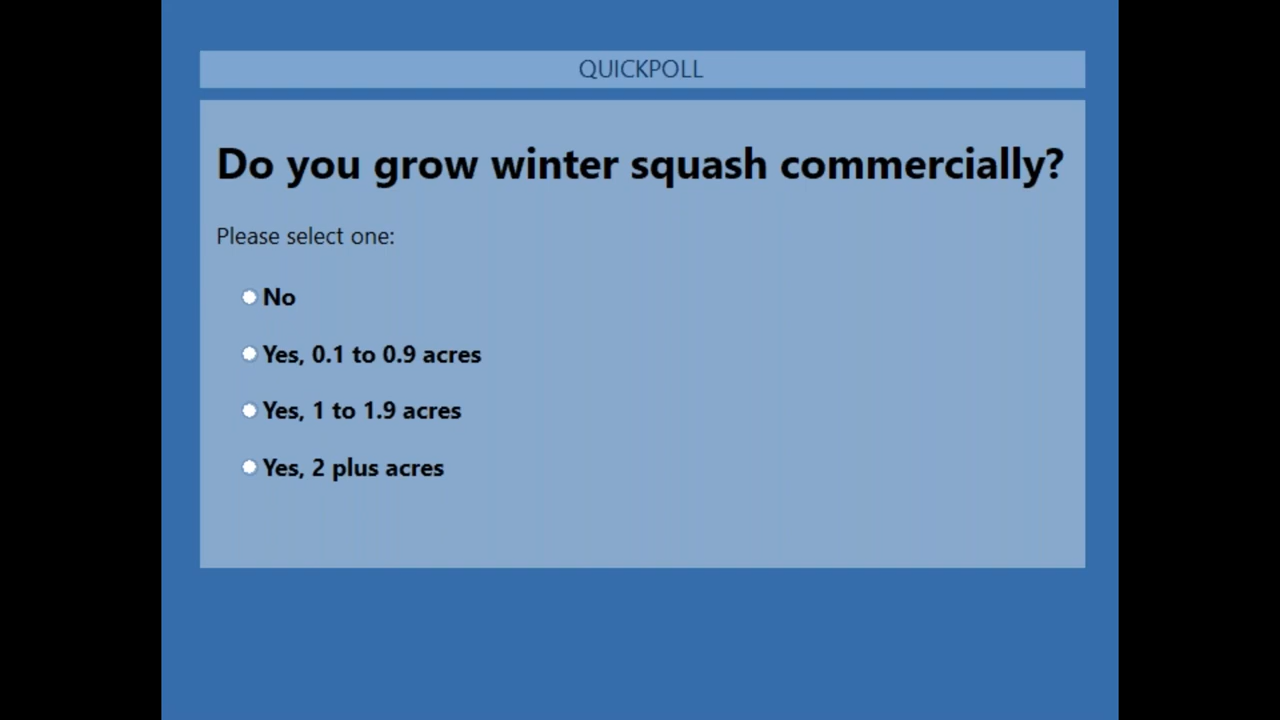 QUICKPOLL
Do you grow winter squash commercially?
Please select one:
No
Yes, 0.1 to 0.9 acres
Yes, 1 to 1.9 acres
Yes, 2 plus acres